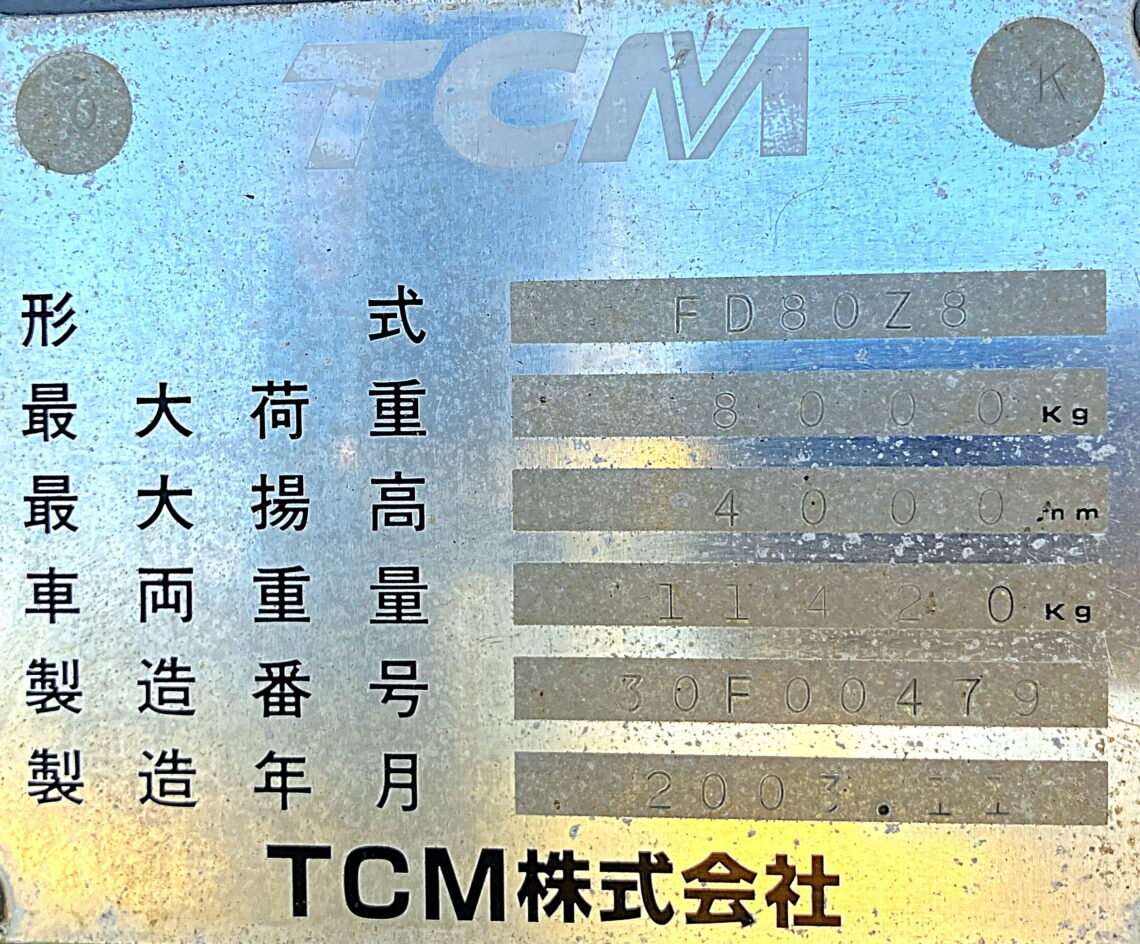 O TCM K
形式 FD80Z8
最大荷重 8000 Kg
最大揚高 4000 mm
車両重量 11420 Kg
製造番号 30F00479
製造年月 2003.11
TCM株式会社